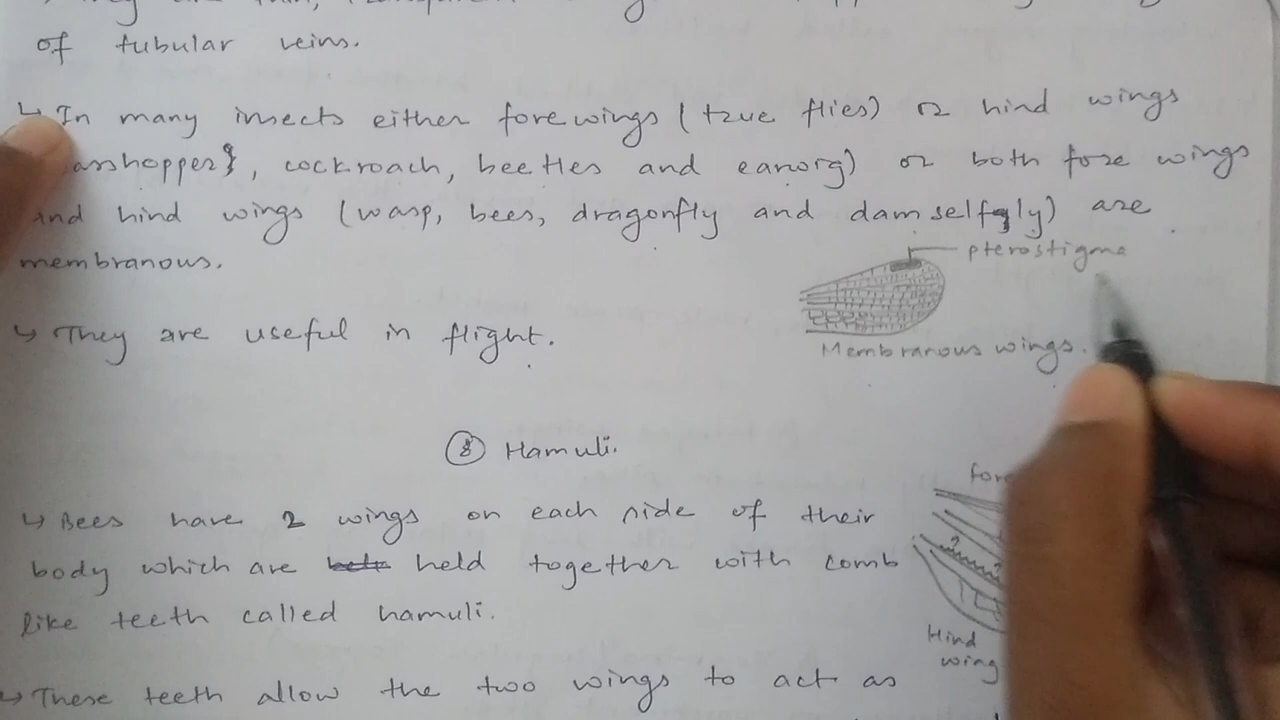 of tubular veins.
↳ In many insects either forewings (true flies) or hind wings
asshopper}, cockroach, beetles and earwig) or both fore wings
and hind wings (wasp, bees, dragonfly and damselfly) are
membranous.
pterostigma
↳ They are useful in flight.
Membranous wings.
⑧ Hamuli.
fore
↳ Bees have 2 wings on each side of their
body which are held together with comb
like teeth called hamuli.
Hind
wing
↳ These teeth allow the two wings to act as